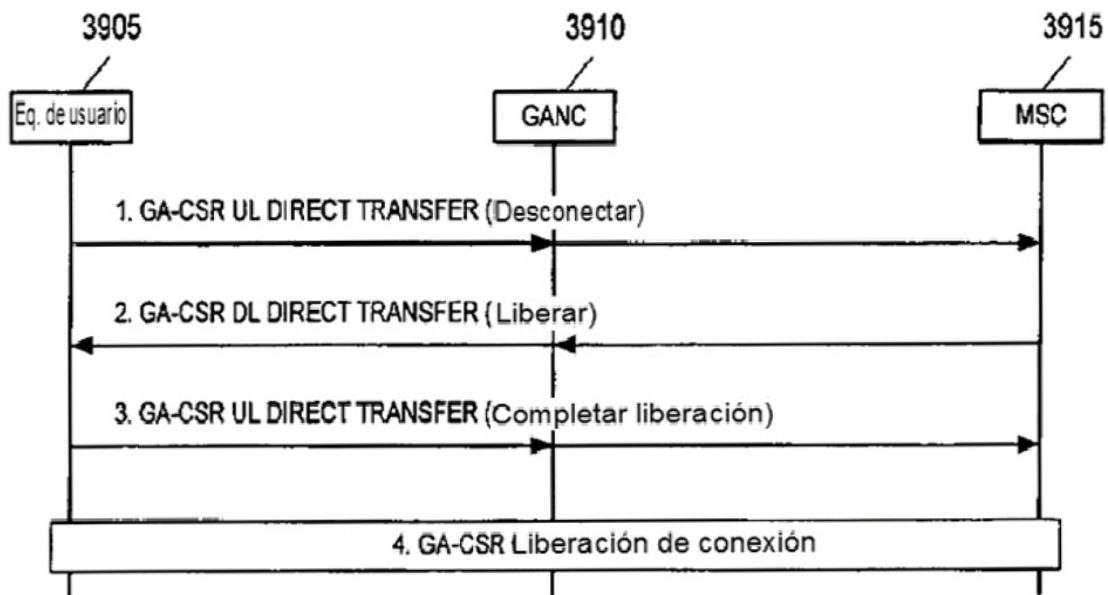 3905
3910
3915
Eq. de usuario
GANC
MSC
1. GA-CSR UL DIRECT TRANSFER (Desconectar)
2. GA-CSR DL DIRECT TRANSFER (Liberar)
3. GA-CSR UL DIRECT TRANSFER (Completar liberación)
4. GA-CSR Liberación de conexión